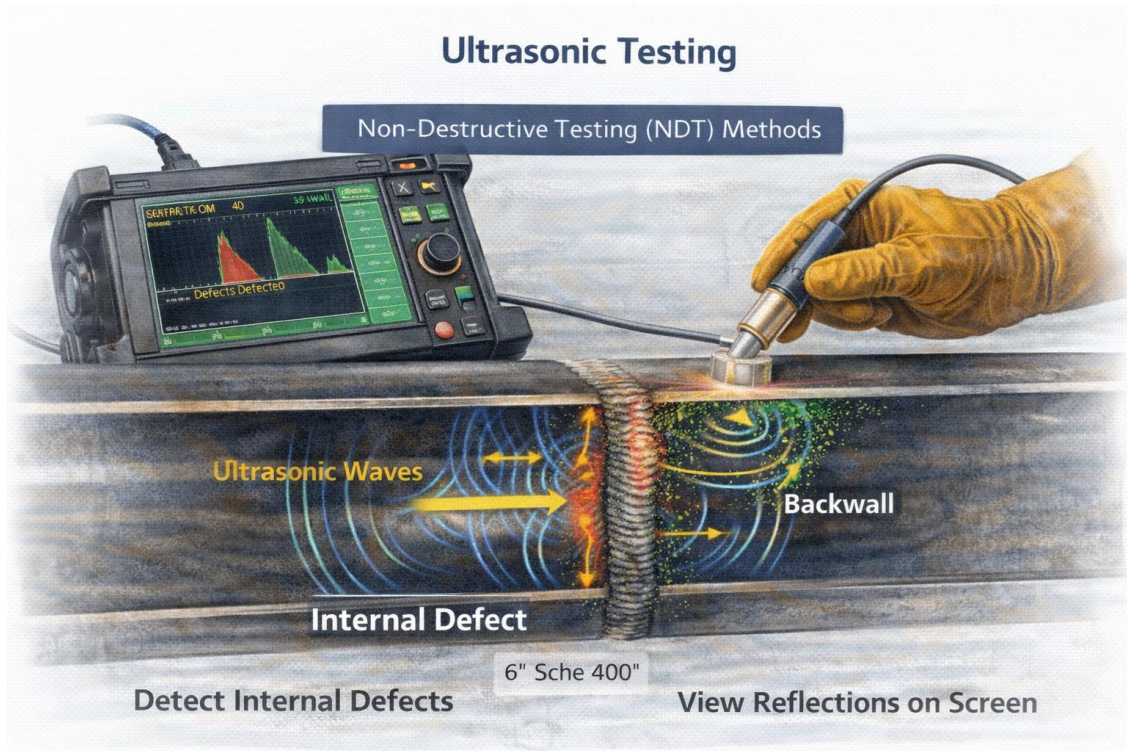 Ultrasonic Testing
Non-Destructive Testing (NDT) Methods
40
Defects Detected
Ultrasonic Waves
Backwall
Internal Defect
6" Sche 400"
Detect Internal Defects
View Reflections on Screen